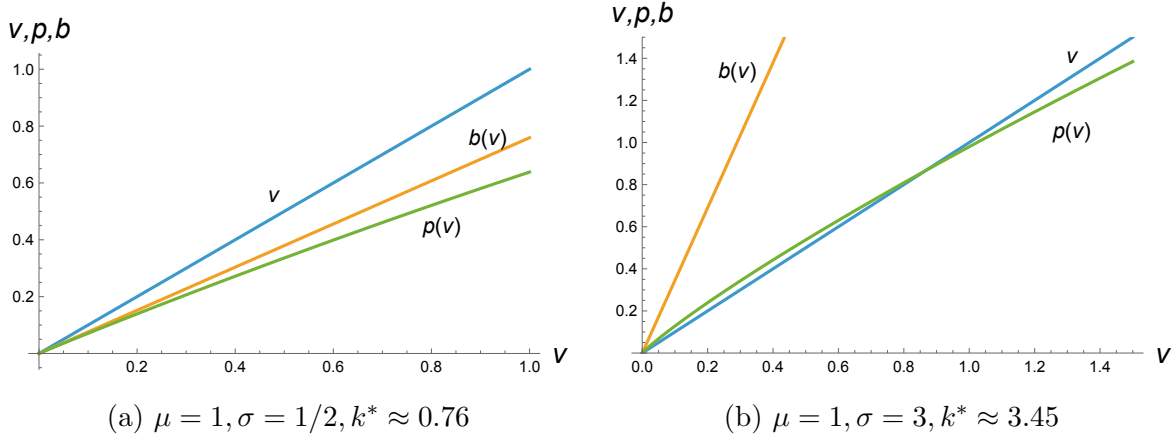 v,p,b
1.0
0.8
0.6
0.4
0.2
b(v)
v
p(v)
0.2 0.4 0.6 0.8 1.0
v
(a) μ = 1, σ = 1/2, k* ≈ 0.76
v,p,b
1.4
1.2
1.0
0.8
0.6
0.4
0.2
b(v)
v
p(v)
0.0 0.2 0.4 0.6 0.8 1.0 1.2 1.4
v
(b) μ = 1, σ = 3, k* ≈ 3.45